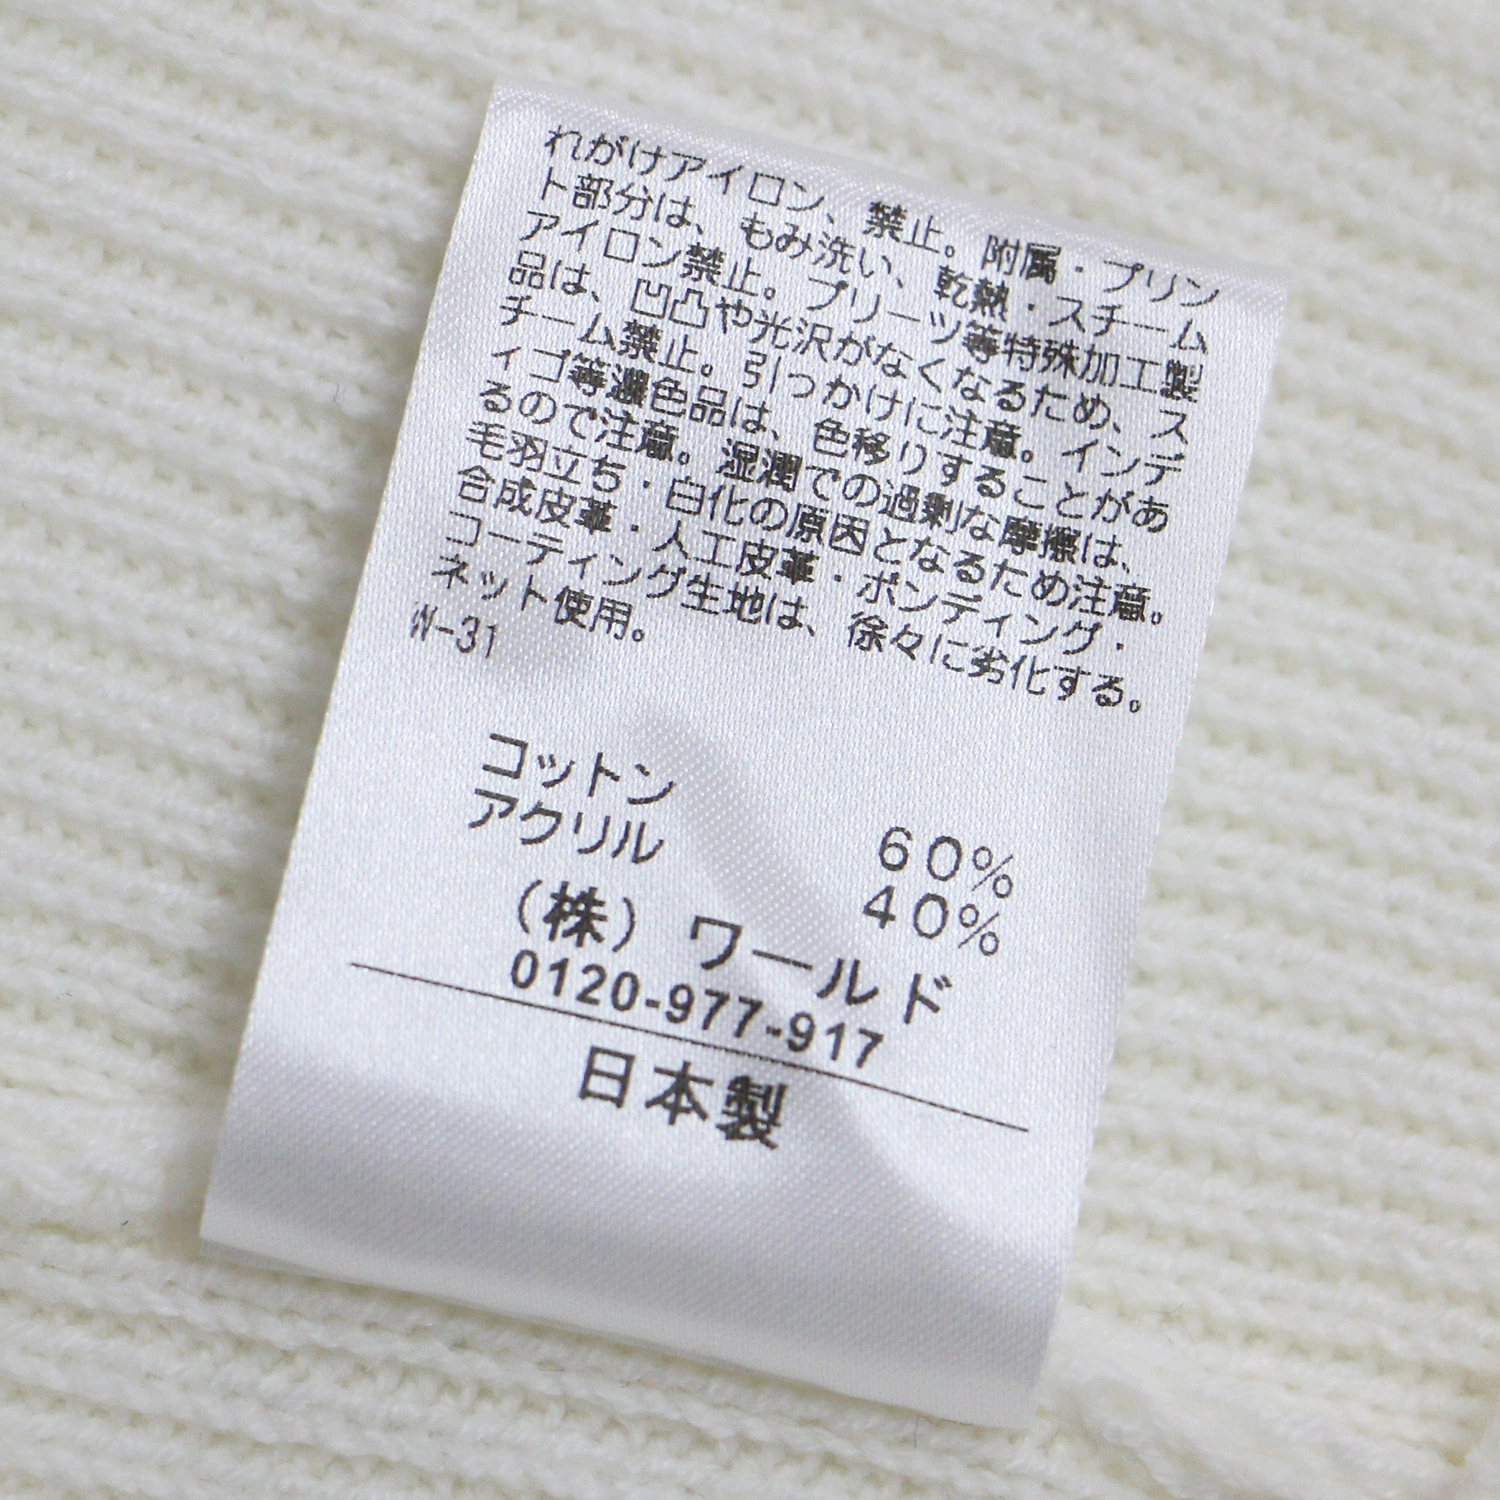 れがけアイロン、禁止。附属・プリン
ト部分は、もみ洗い、乾熱・スチーム
アイロン禁止。プリーツ等特殊加工製
品は、凹凸や光沢がなくなるため、ス
チーム禁止。引っかけに注意。インデ
ィゴ等濃色品は、色移りすることがあ
るので注意。湿潤での過剰な摩擦は、
毛羽立ち・白化の原因となるため注意。
合成皮革・人工皮革・ボンディング・
コーティング生地は、徐々に劣化する。
ネット使用。
W-31
コットン 60%
アクリル 40%
(株) ワールド
0120-977-917
日本製